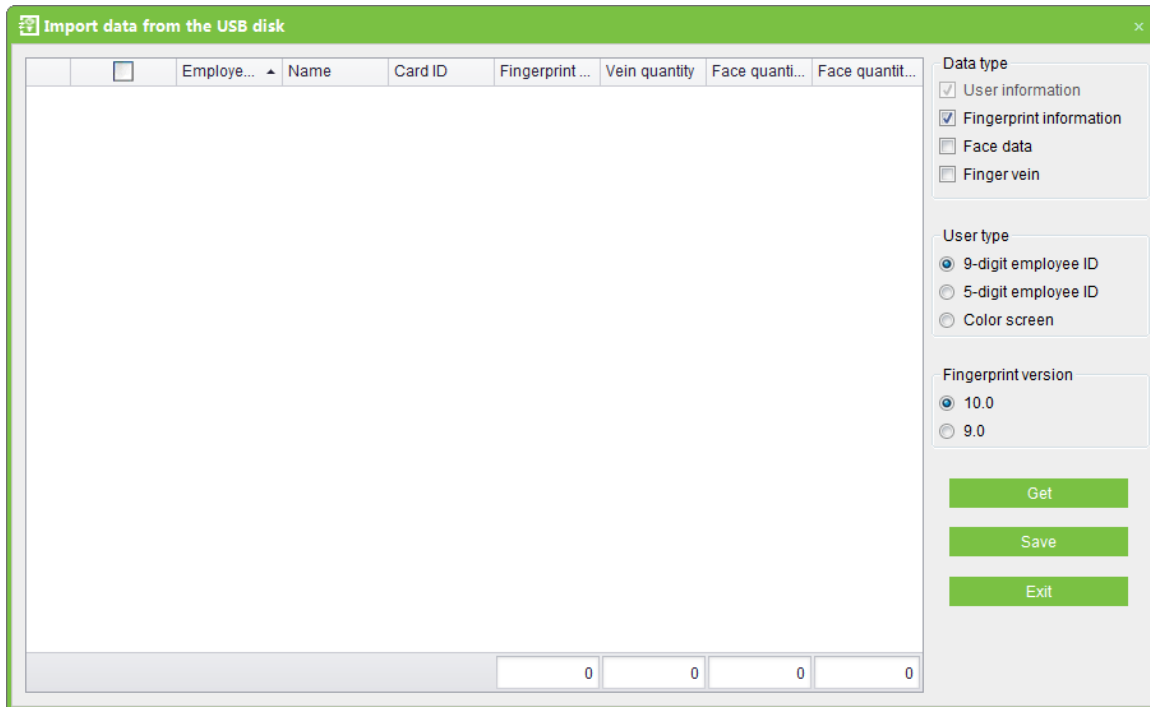 Import data from the USB disk
Employe... Name Card ID Fingerprint ... Vein quantity Face quanti... Face quantit...
Data type
User information
Fingerprint information
Face data
Finger vein
User type
9-digit employee ID
5-digit employee ID
Color screen
Fingerprint version
10.0
9.0
Get
Save
Exit
0 0 0 0